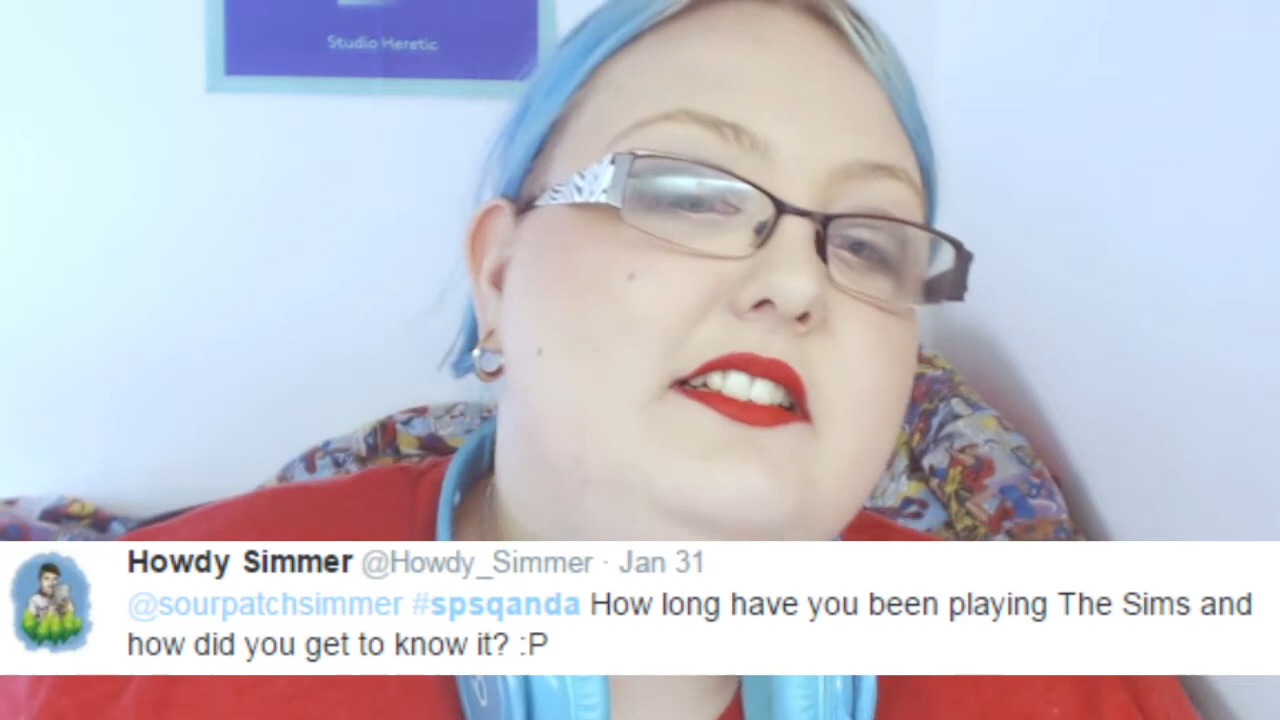 Studio Heretic
Howdy Simmer @Howdy_Simmer · Jan 31
@sourpatchsimmer #spsqanda How long have you been playing The Sims and
how did you get to know it? :P